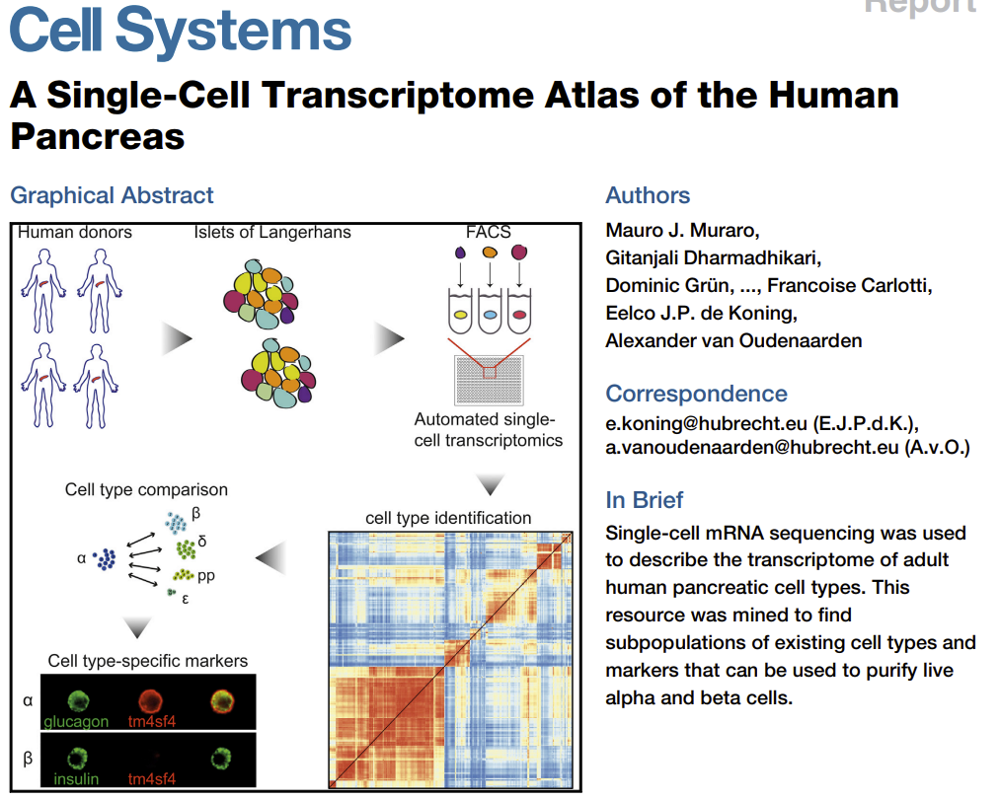 Report
Cell Systems
A Single-Cell Transcriptome Atlas of the Human
Pancreas
Graphical Abstract
Human donors
Islets of Langerhans
FACS
Automated single-
cell transcriptomics
Cell type comparison
β
δ
α
pp
ε
cell type identification
Cell type-specific markers
α
glucagon
tm4sf4
β
insulin
tm4sf4
Authors
Mauro J. Muraro,
Gitanjali Dharmadhikari,
Dominic Grün, ..., Francoise Carlotti,
Eelco J.P. de Koning,
Alexander van Oudenaarden
Correspondence
e.koning@hubrecht.eu (E.J.P.d.K.),
a.vanoudenaarden@hubrecht.eu (A.v.O.)
In Brief
Single-cell mRNA sequencing was used
to describe the transcriptome of adult
human pancreatic cell types. This
resource was mined to find
subpopulations of existing cell types and
markers that can be used to purify live
alpha and beta cells.